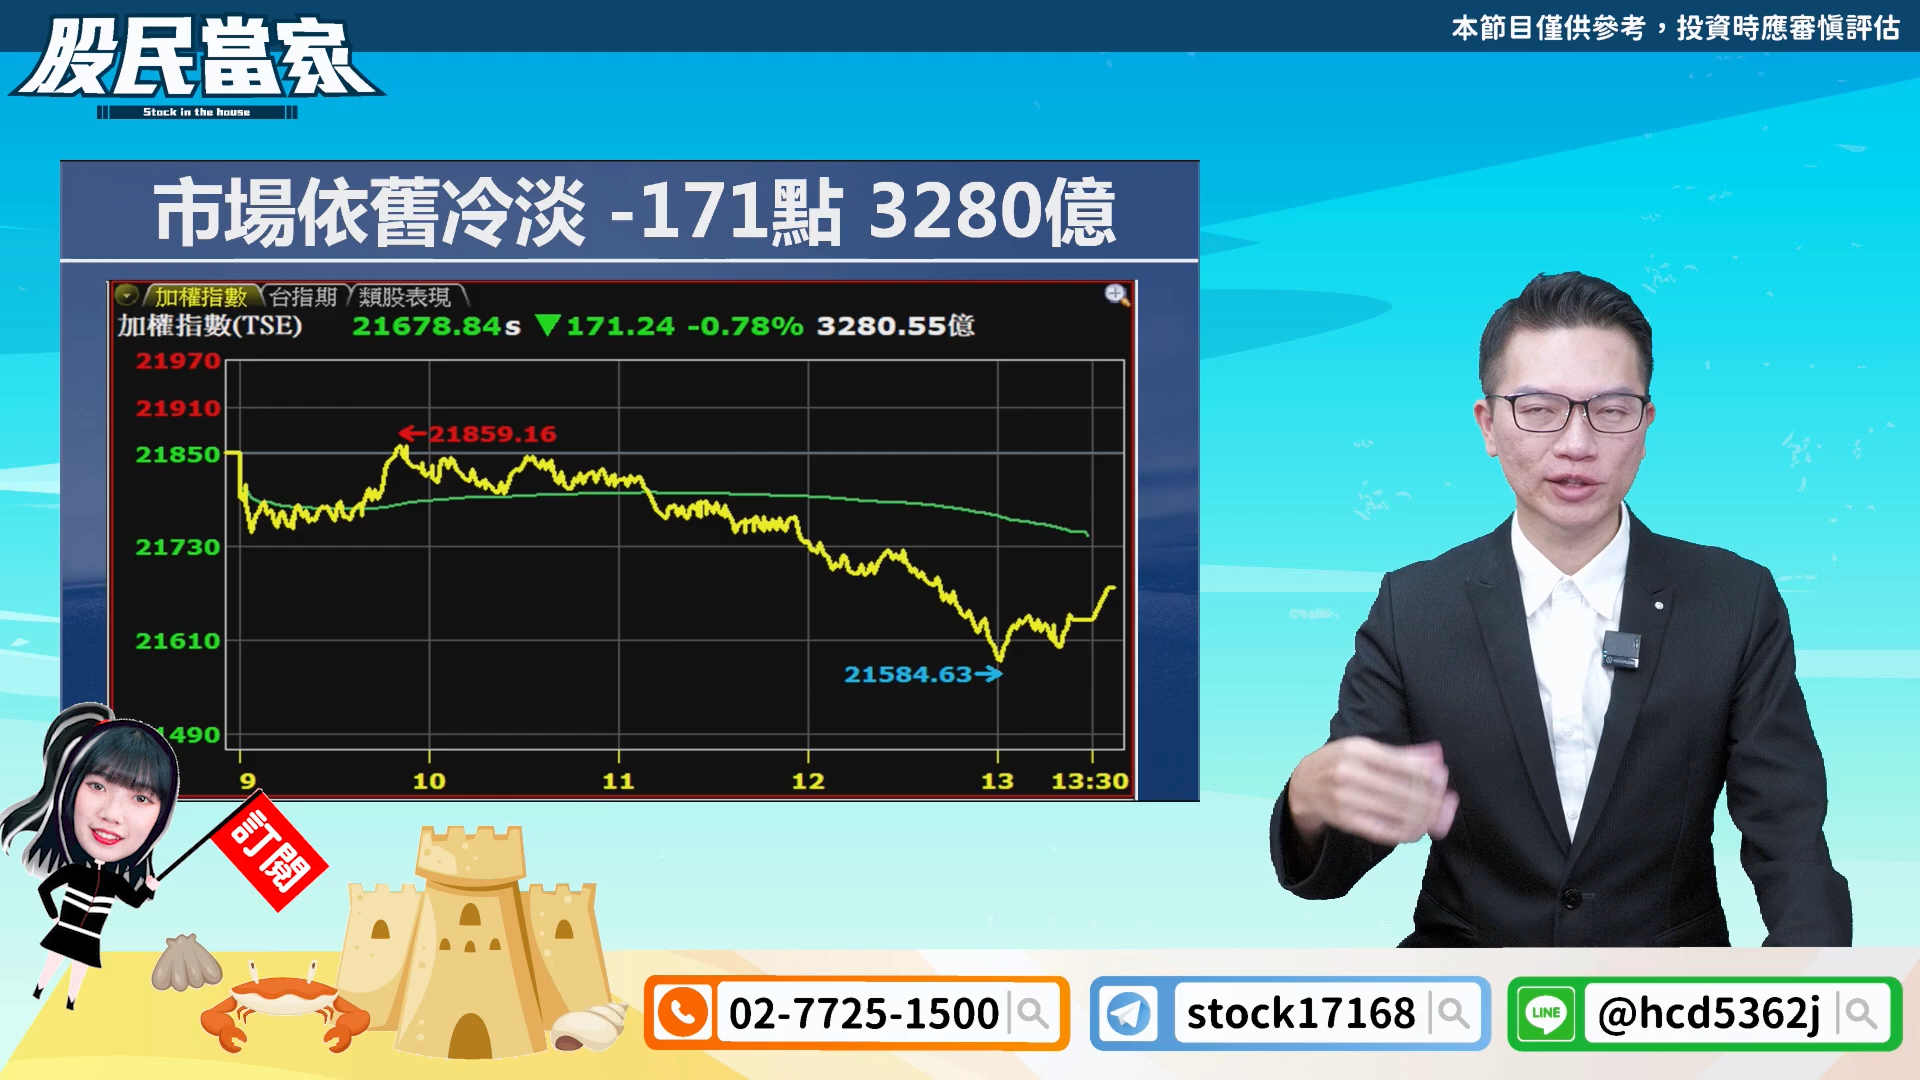 股民當家
Stock in the house
本節目僅供參考，投資時應審慎評估
市場依舊冷淡 -171點 3280億
加權指數 台指期 類股表現
加權指數(TSE) 21678.84s ▼171.24 -0.78% 3280.55億
21970
21910
←21859.16
21850
21730
21610
21584.63→
1490
9 10 11 12 13 13:30
訂閱
02-7725-1500
stock17168
LINE
@hcd5362j